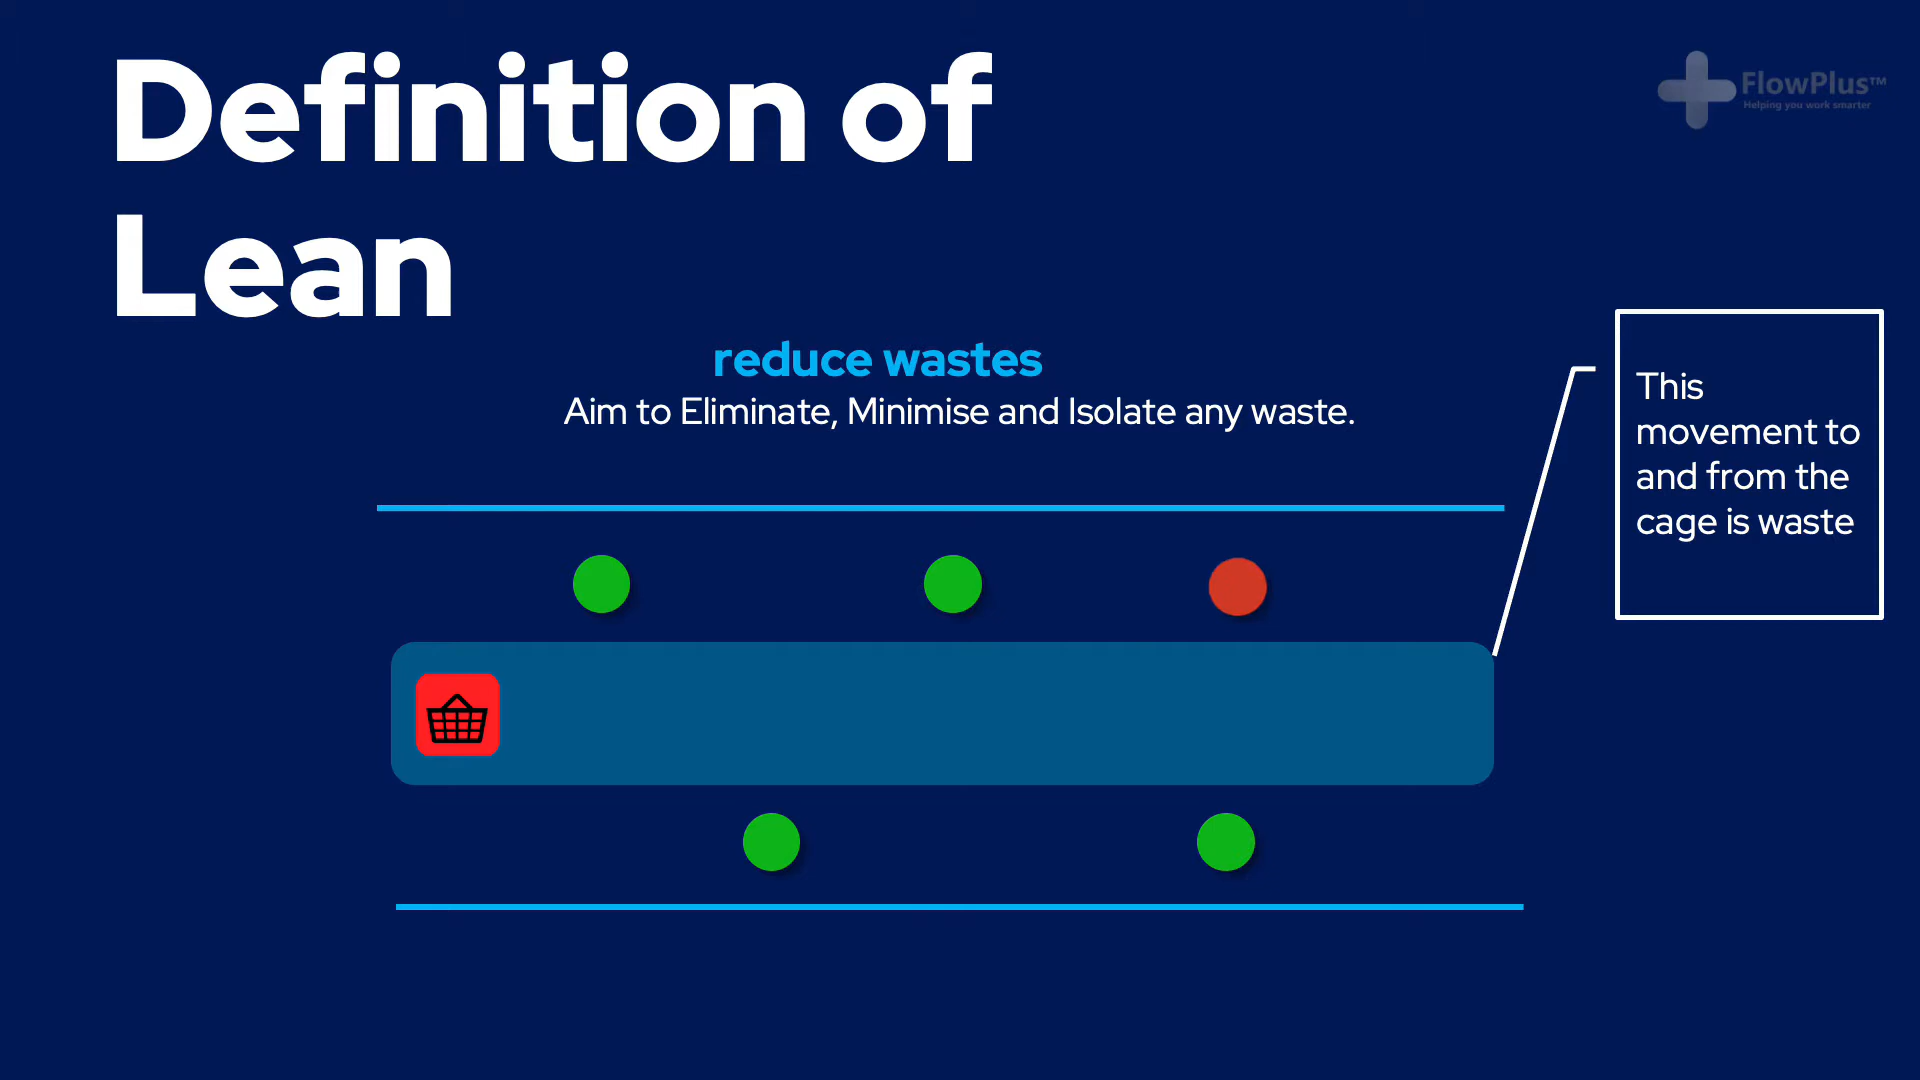 Definition of
Lean
FlowPlus™
Helping you work smarter
reduce wastes
Aim to Eliminate, Minimise and Isolate any waste.
This
movement to
and from the
cage is waste